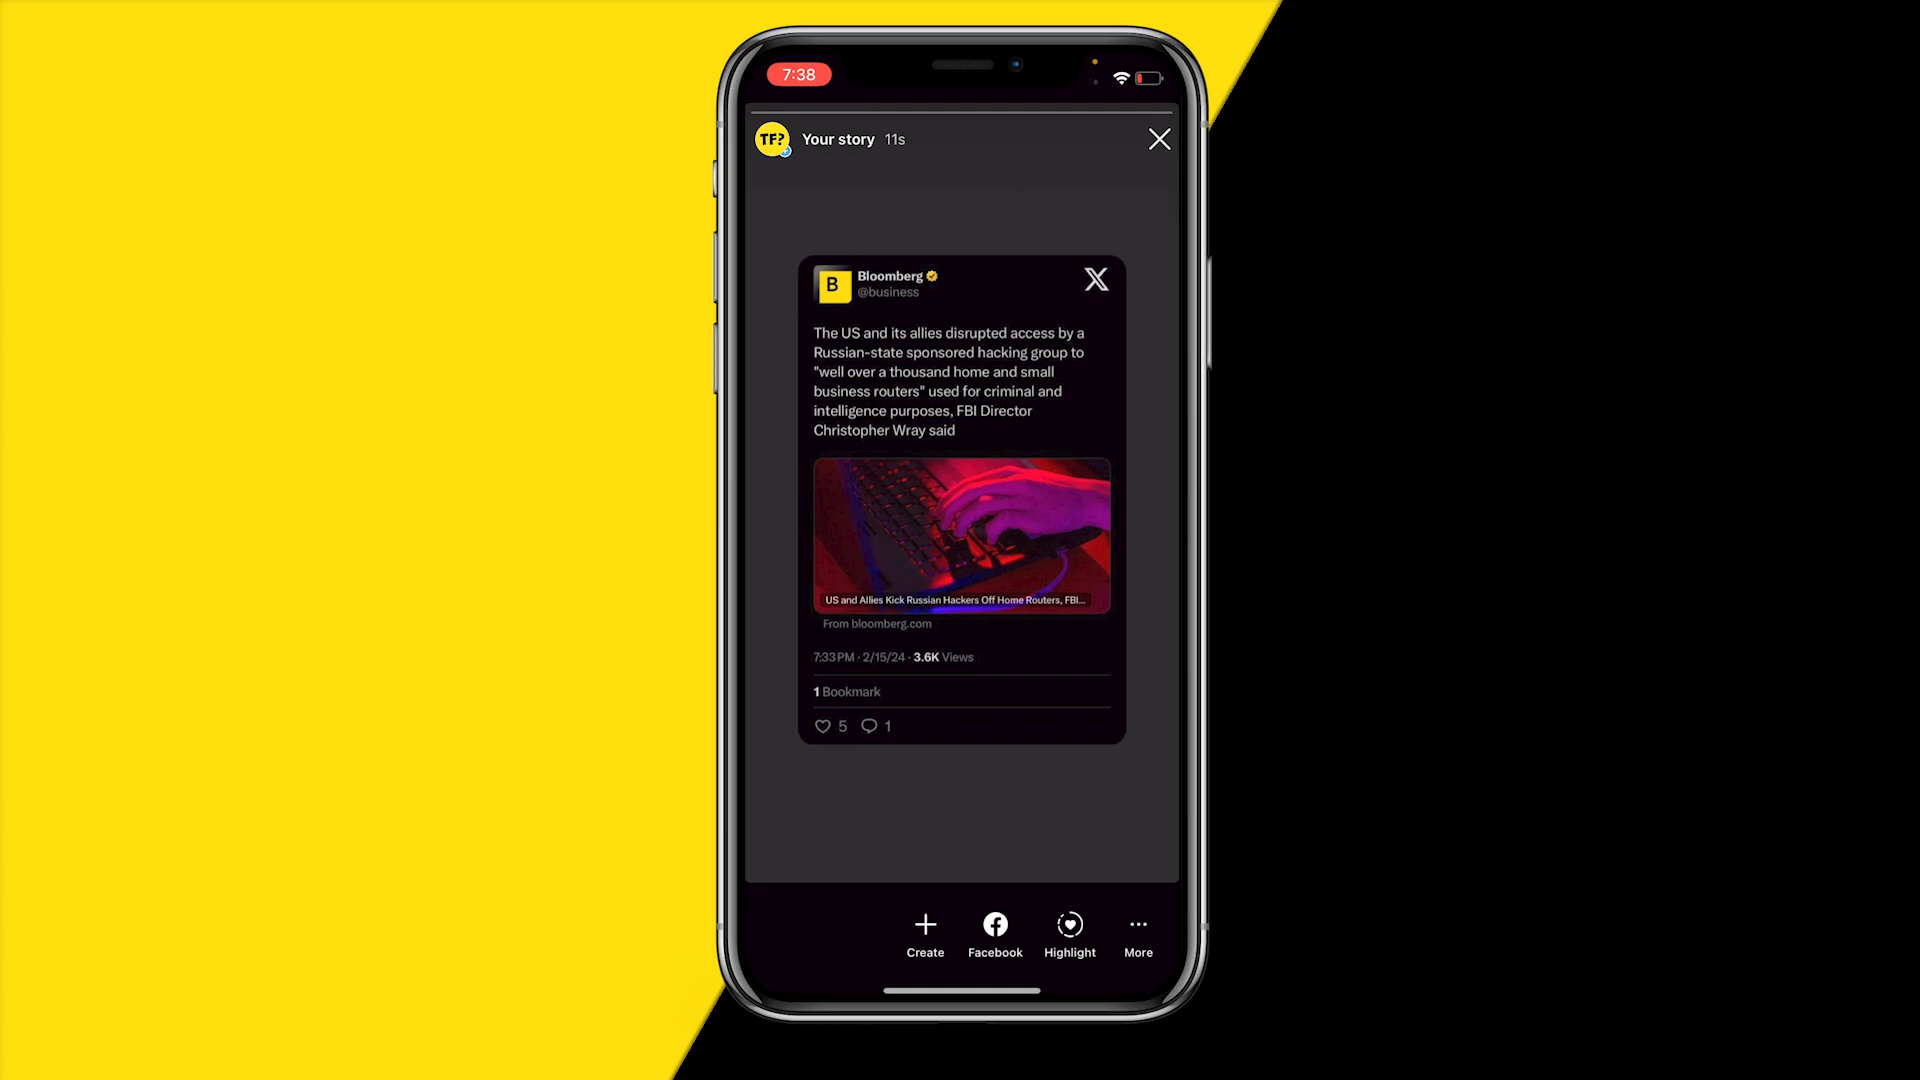 7:38
TF?
Your story 11s
B
Bloomberg
@business
X
The US and its allies disrupted access by a
Russian-state sponsored hacking group to
"well over a thousand home and small
business routers" used for criminal and
intelligence purposes, FBI Director
Christopher Wray said
US and Allies Kick Russian Hackers Off Home Routers, FBI...
From bloomberg.com
7:33 PM · 2/15/24 · 3.6K Views
1 Bookmark
5 1
Create Facebook Highlight More